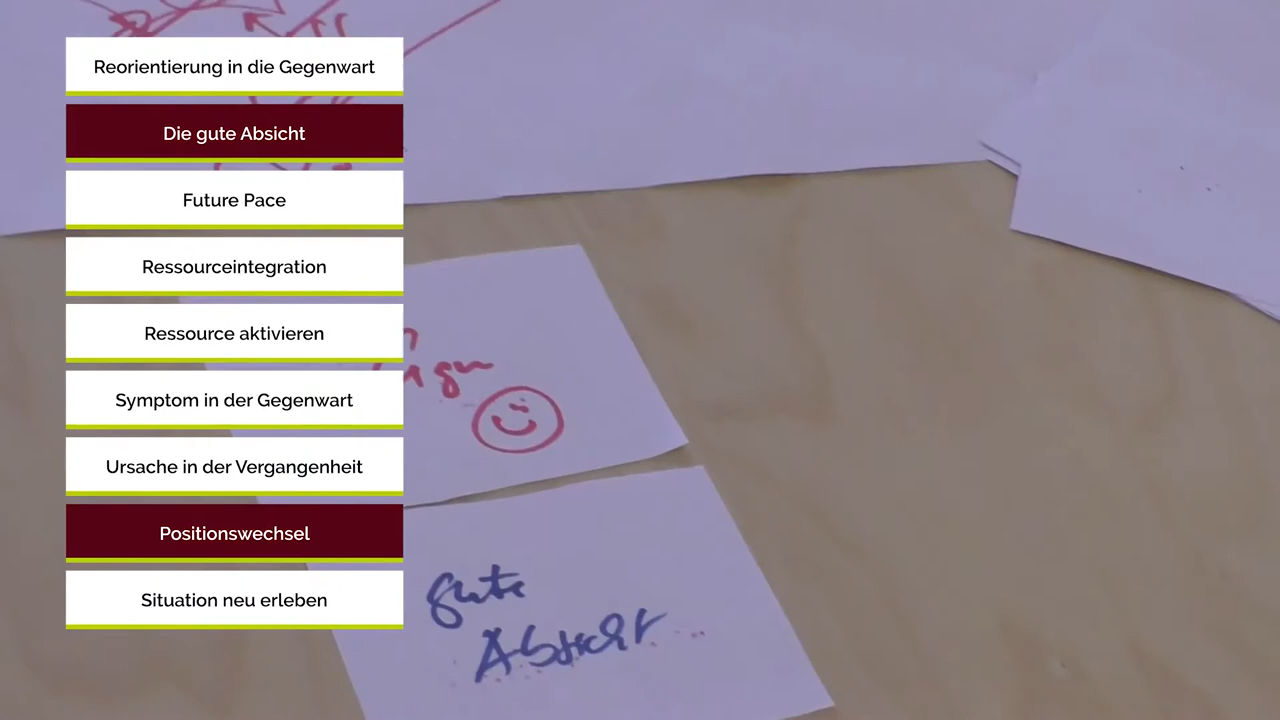 Reorientierung in die Gegenwart
Die gute Absicht
Future Pace
Ressourceintegration
Ressource aktivieren
Symptom in der Gegenwart
Ursache in der Vergangenheit
Positionswechsel
Situation neu erleben
gute
Absicht